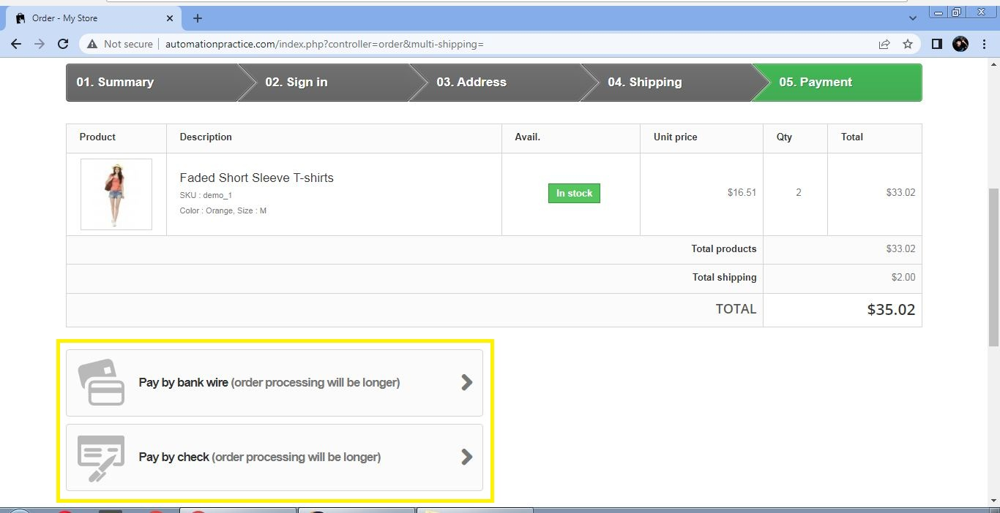 Order - My Store
Not secure
automationpractice.com/index.php?controller=order&multi-shipping=
01. Summary 02. Sign in 03. Address 04. Shipping 05. Payment
Product Description Avail. Unit price Qty Total
Faded Short Sleeve T-shirts
SKU : demo_1
Color : Orange, Size : M
In stock $16.51 2 $33.02
Total products $33.02
Total shipping $2.00
TOTAL $35.02
Pay by bank wire (order processing will be longer)
Pay by check (order processing will be longer)